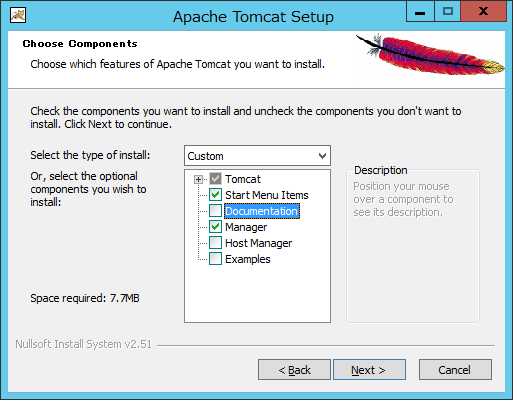 Apache Tomcat Setup
Choose Components
Choose which features of Apache Tomcat you want to install.
Check the components you want to install and uncheck the components you don't want to
install. Click Next to continue.
Select the type of install:
Custom
Or, select the optional
components you wish to
install:
Tomcat
Start Menu Items
Documentation
Manager
Host Manager
Examples
Description
Position your mouse
over a component to
see its description.
Space required: 7.7MB
Nullsoft Install System v2.51
< Back
Next >
Cancel